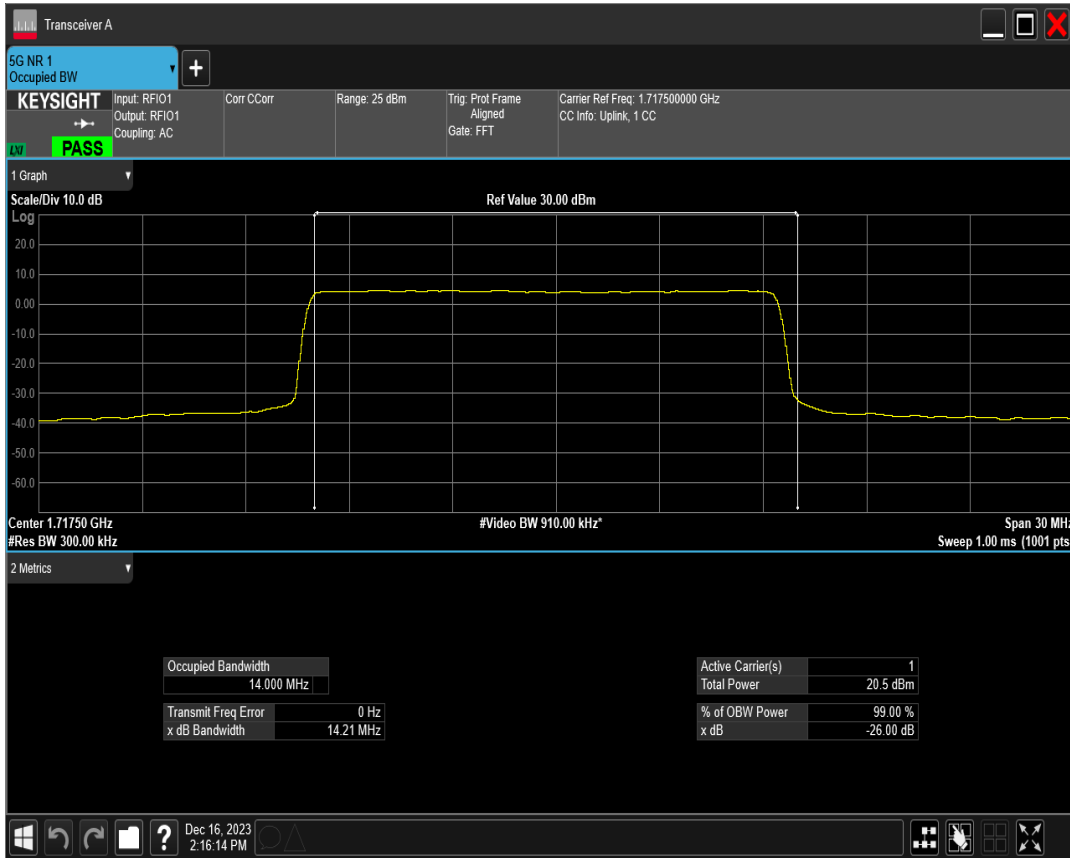 Transceiver A
5G NR 1
Occupied BW
KEYSIGHT
LXI
PASS
Input: RFIO1
Output: RFIO1
Coupling: AC
Corr CCorr
Range: 25 dBm
Trig: Prot Frame
Aligned
Gate: FFT
Carrier Ref Freq: 1.717500000 GHz
CC Info: Uplink, 1 CC
1 Graph
Scale/Div 10.0 dB
Ref Value 30.00 dBm
Log
20.0
10.0
0.00
-10.0
-20.0
-30.0
-40.0
-50.0
-60.0
Center 1.71750 GHz
#Video BW 910.00 kHz*
Span 30 MHz
#Res BW 300.00 kHz
Sweep 1.00 ms (1001 pts
2 Metrics
Occupied Bandwidth
14.000 MHz
Transmit Freq Error 0 Hz
x dB Bandwidth 14.21 MHz
Active Carrier(s) 1
Total Power 20.5 dBm
% of OBW Power 99.00 %
x dB -26.00 dB
?
Dec 16, 2023
2:16:14 PM